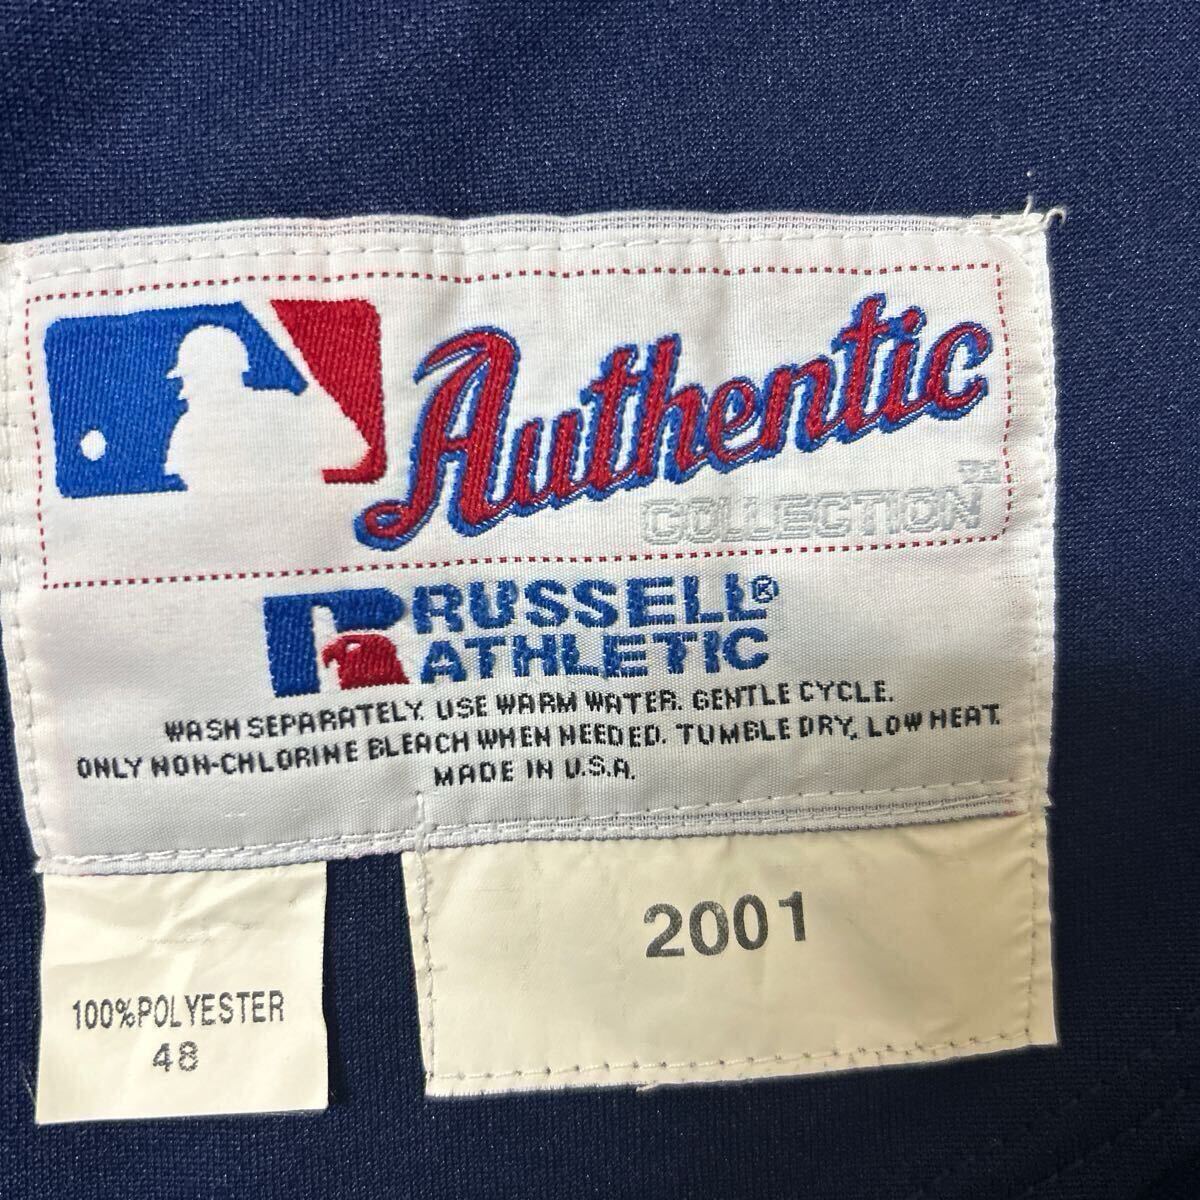 Authentic
COLLECTION™
RUSSELL®
ATHLETIC
WASH SEPARATELY. USE WARM WATER. GENTLE CYCLE.
ONLY NON-CHLORINE BLEACH WHEN NEEDED. TUMBLE DRY, LOW HEAT.
MADE IN U.S.A.
2001
100%POLYESTER
48